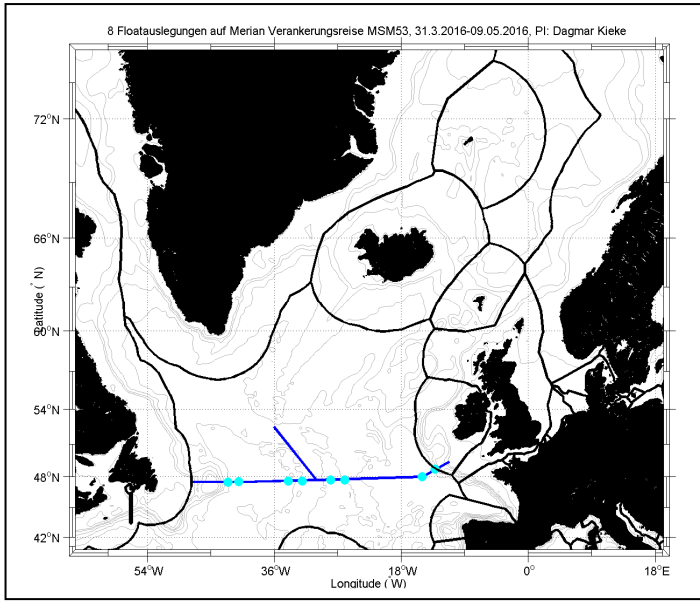 8 Floatauslegungen auf Merian Verankerungsreise MSM53, 31.3.2016-09.05.2016, PI: Dagmar Kieke
72°N
66°N
60°N
54°N
48°N
42°N
Latitude (° N)
54°W
36°W
18°W
0°
18°E
Longitude (° W)